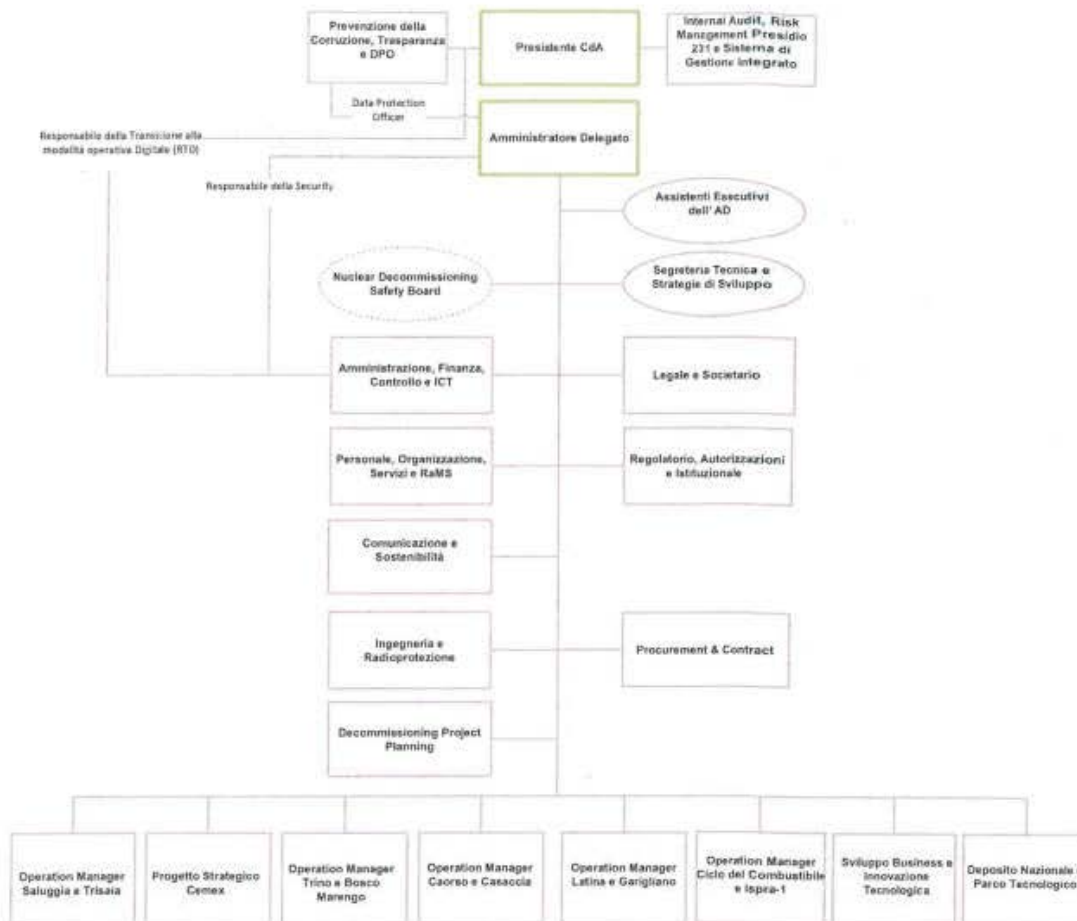 Prevenzione della
Corruzione, Trasparenza
e DPO
Presidente CdA
Internal Audit, Risk
Management Presidio
231 e Sistema di
Gestione Integrato
Data Protection
Officer
Amministratore Delegato
Responsabile della Transizione alla
modalità operativa Digitale (RTD)
Responsabile della Security
Assistenti Esecutivi
dell' AD
Nuclear Decommissioning
Safety Board
Segreteria Tecnica e
Strategie di Sviluppo
Amministrazione, Finanza,
Controllo e ICT
Legale e Societario
Personale, Organizzazione,
Servizi e RaMS
Regolatorio, Autorizzazioni
e Istituzionale
Comunicazione e
Sostenibilità
Ingegneria e
Radioprotezione
Procurement & Contract
Decommissioning Project
Planning
Operation Manager
Saluggia e Trisaia
Progetto Strategico
Cemex
Operation Manager
Trino e Bosco
Marengo
Operation Manager
Caorso e Casaccia
Operation Manager
Latina e Garigliano
Operation Manager
Ciclo del Combustibile
e Ispra-1
Sviluppo Business e
Innovazione
Tecnologica
Deposito Nazionale
Parco Tecnologico